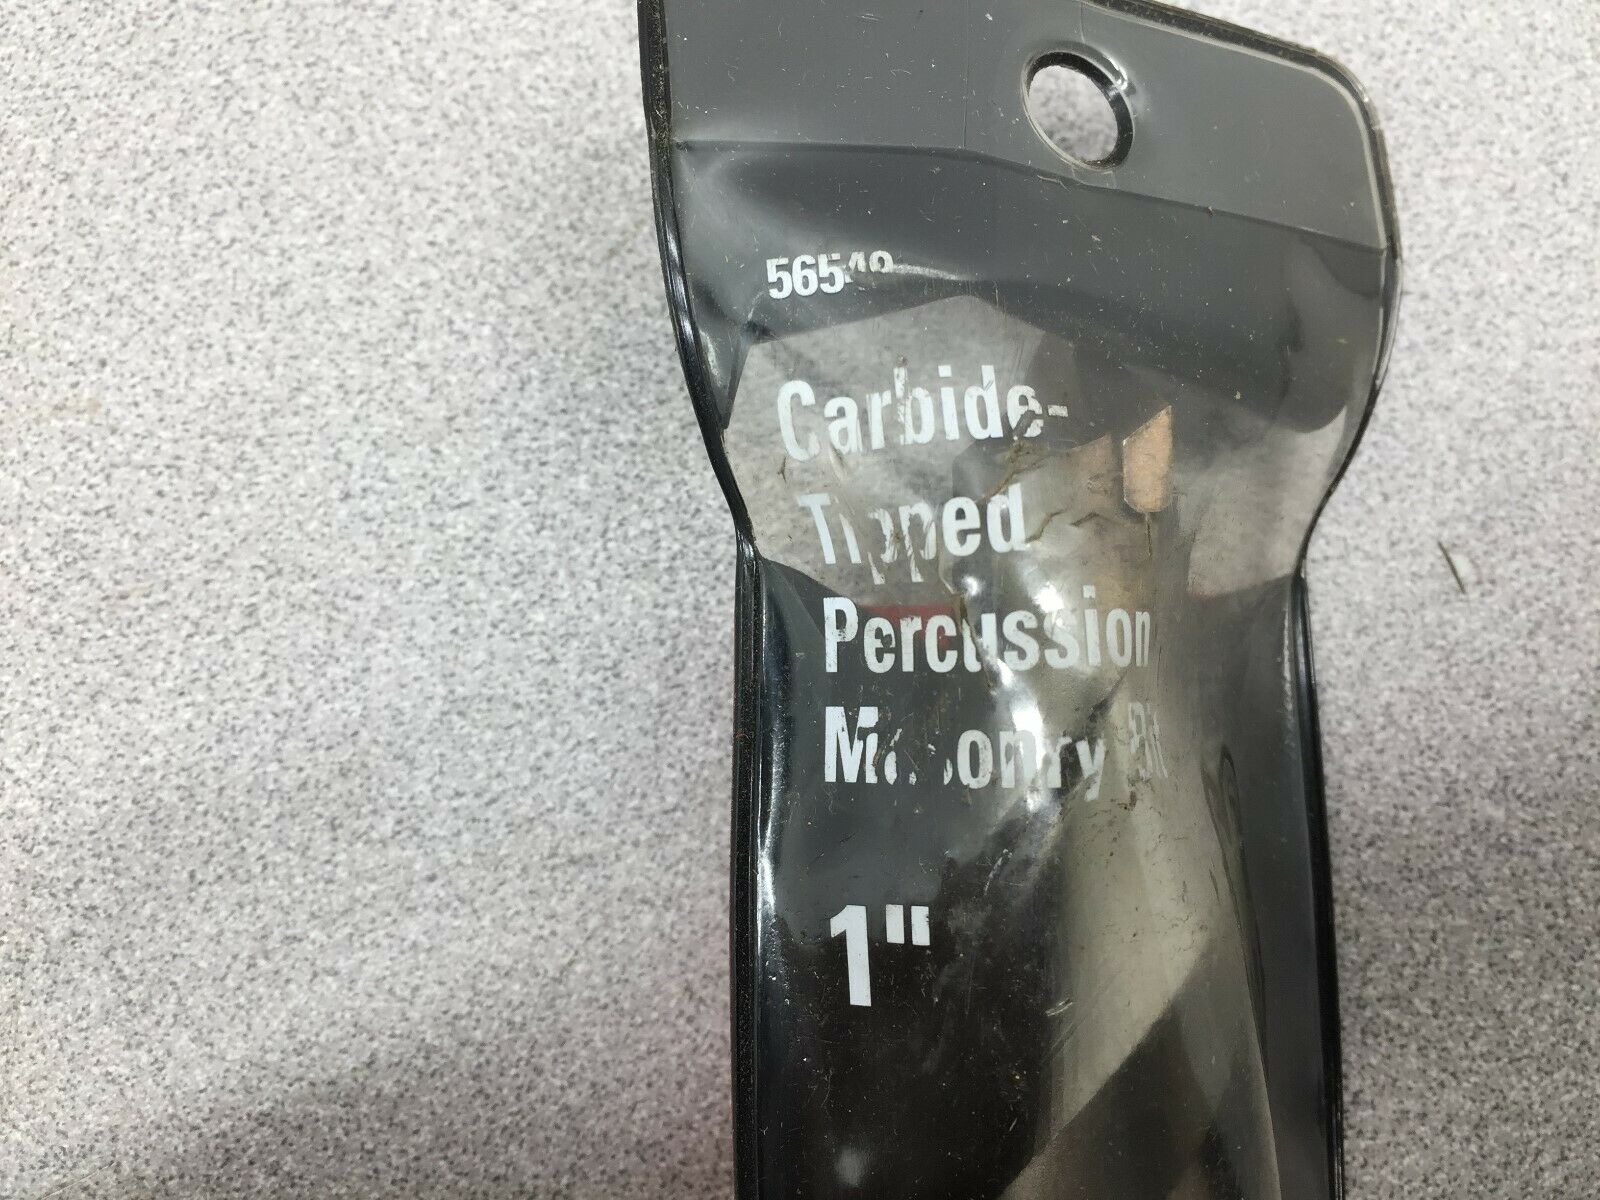 Carbide-
Tipped
Percussion
Masonry Bit
1"